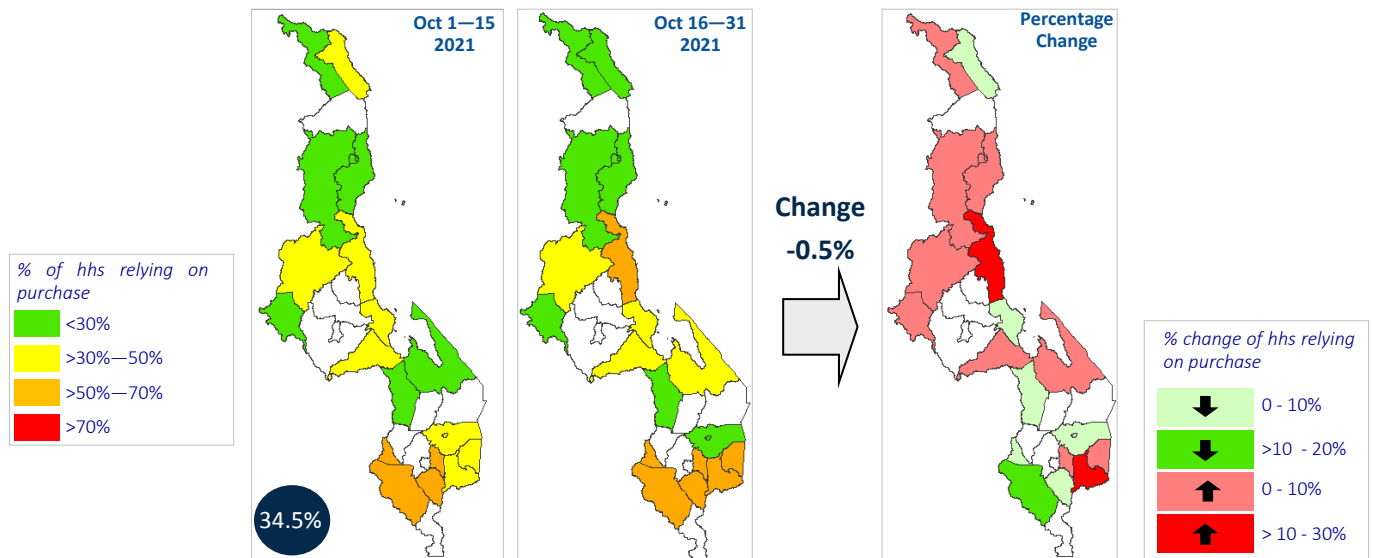 Oct 1—15
2021
Oct 16—31
2021
Percentage
Change
Change
-0.5%
% of hhs relying on
purchase
<30%
>30%—50%
>50%—70%
>70%
34.5%
% change of hhs relying
on purchase
0 - 10%
>10 - 20%
0 - 10%
> 10 - 30%